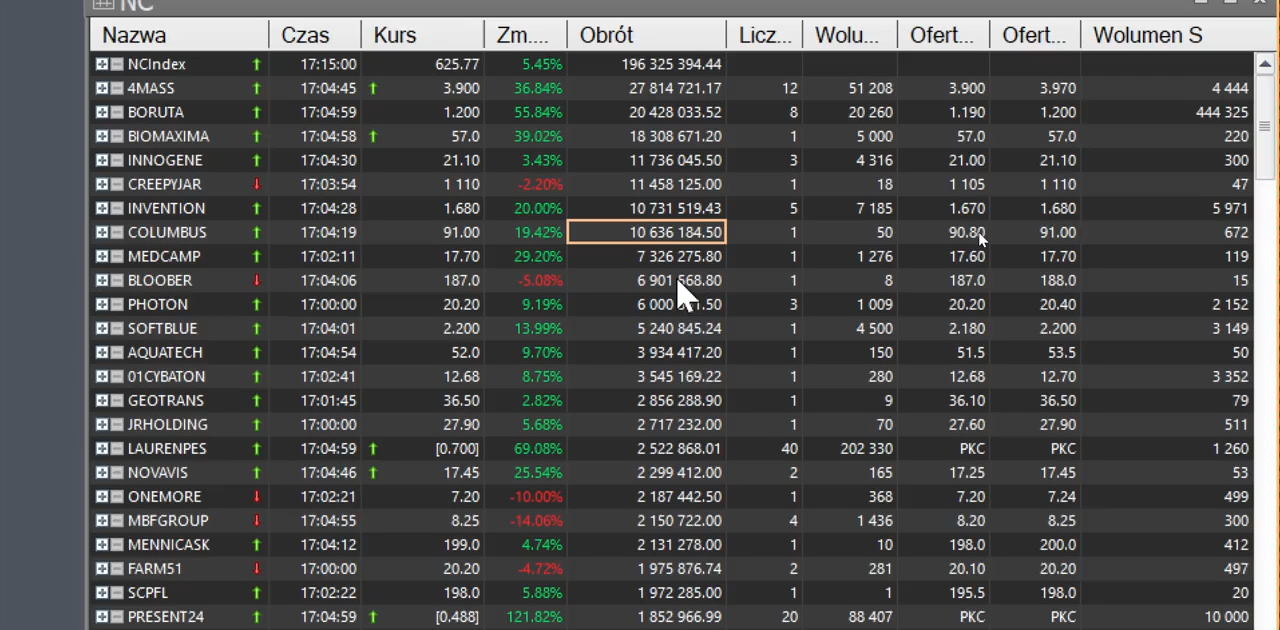 NC
Nazwa Czas Kurs Zm.... Obrót Licz... Wolu... Ofert... Ofert... Wolumen S
NCIndex 17:15:00 625.77 5.45% 196 325 394.44
4MASS 17:04:45 3.900 36.84% 27 814 721.17 12 51 208 3.900 3.970 4 444
BORUTA 17:04:59 1.200 55.84% 20 428 033.52 8 20 260 1.190 1.200 444 325
BIOMAXIMA 17:04:58 57.0 39.02% 18 308 671.20 1 5 000 57.0 57.0 220
INNOGENE 17:04:30 21.10 3.43% 11 736 045.50 3 4 316 21.00 21.10 300
CREEPYJAR 17:03:54 1 110 -2.20% 11 458 125.00 1 18 1 105 1 110 47
INVENTION 17:04:28 1.680 20.00% 10 731 519.43 5 7 185 1.670 1.680 5 971
COLUMBUS 17:04:19 91.00 19.42% 10 636 184.50 1 50 90.80 91.00 672
MEDCAMP 17:02:11 17.70 29.20% 7 326 275.80 1 1 276 17.60 17.70 119
BLOOBER 17:04:06 187.0 -5.08% 6 901 568.80 1 8 187.0 188.0 15
PHOTON 17:00:00 20.20 9.19% 6 000 3 1 009 20.20 20.40 2 152
SOFTBLUE 17:04:01 2.200 13.99% 5 240 845.24 1 4 500 2.180 2.200 3 149
AQUATECH 17:04:54 52.0 9.70% 3 934 417.20 1 150 51.5 53.5 50
01CYBATON 17:02:41 12.68 8.75% 3 545 169.22 1 280 12.68 12.70 3 352
GEOTRANS 17:01:45 36.50 2.82% 2 856 288.90 1 9 36.10 36.50 79
JRHOLDING 17:00:00 27.90 5.68% 2 717 232.00 1 70 27.60 27.90 511
LAURENPES 17:04:59 [0.700] 69.08% 2 522 868.01 40 202 330 PKC PKC 1 260
NOVAVIS 17:04:46 17.45 25.54% 2 299 412.00 2 165 17.25 17.45 53
ONEMORE 17:02:21 7.20 -10.00% 2 187 442.50 1 368 7.20 7.24 499
MBFGROUP 17:04:55 8.25 -14.06% 2 150 722.00 4 1 436 8.20 8.25 300
MENNICASK 17:04:12 199.0 4.74% 2 131 278.00 1 10 198.0 200.0 412
FARM51 17:00:00 20.20 -4.72% 1 975 876.74 2 281 20.10 20.20 497
SCPFL 17:02:22 198.0 5.88% 1 972 285.00 1 1 195.5 198.0 20
PRESENT24 17:04:59 [0.488] 121.82% 1 852 966.99 20 88 407 PKC PKC 10 000